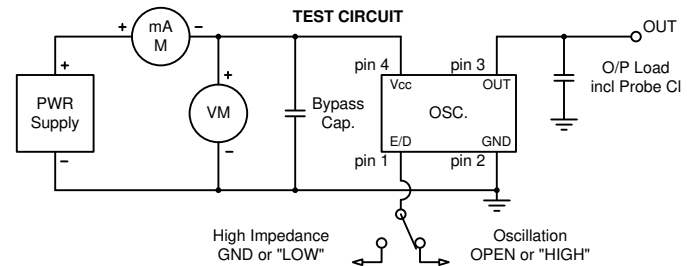 TEST CIRCUIT
mA
M
+
-
+
-
+
-
+
-
PWR
Supply
VM
Bypass
Cap.
pin 4
pin 3
Vcc
OUT
OSC.
E/D
GND
pin 1
pin 2
OUT
O/P Load
incl Probe Cl
High Impedance
GND or "LOW"
Oscillation
OPEN or "HIGH"